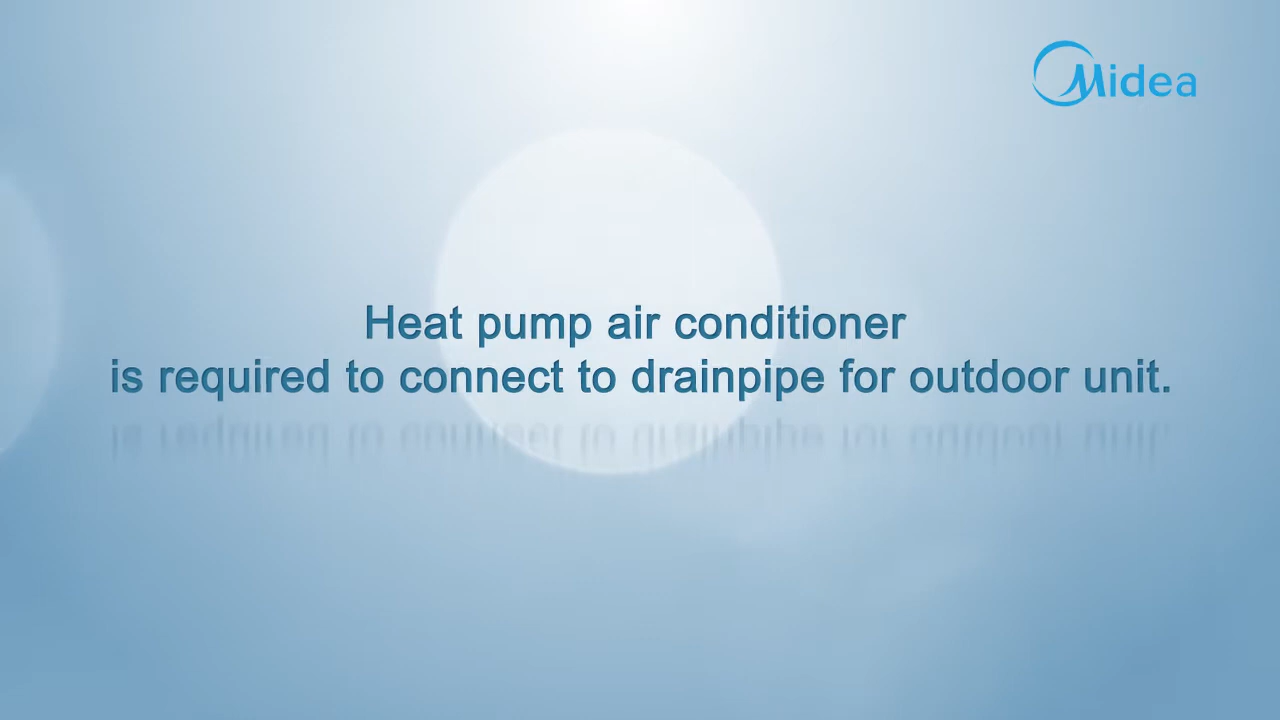 Midea
Heat pump air conditioner
is required to connect to drainpipe for outdoor unit.